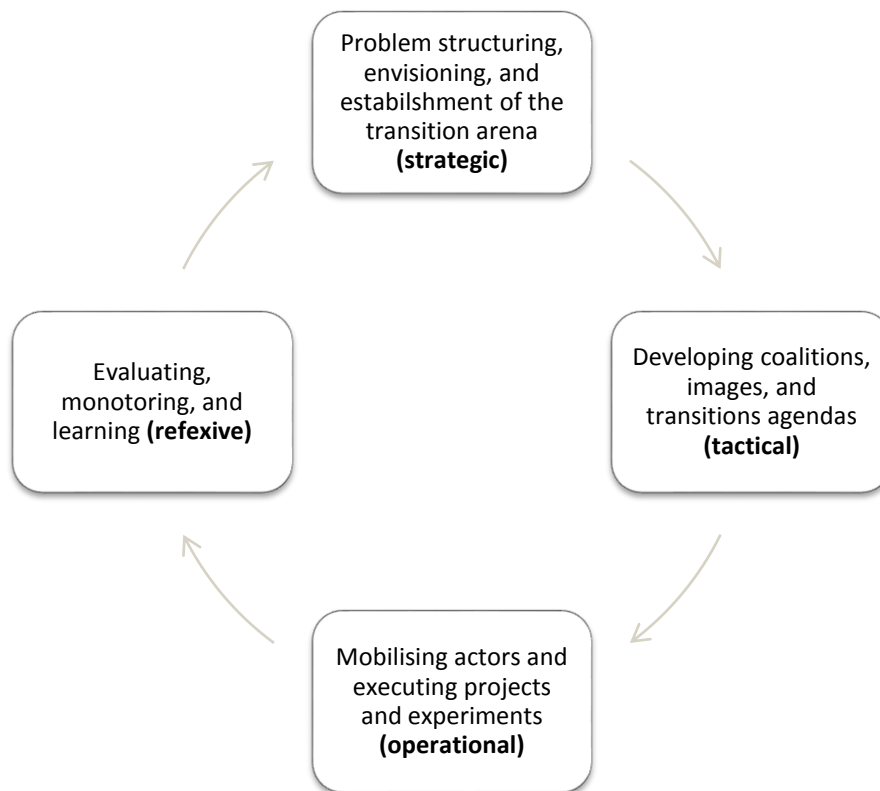 Problem structuring,
envisioning, and
estabilshment of the
transition arena
(strategic)
Developing coalitions,
images, and
transitions agendas
(tactical)
Mobilising actors and
executing projects
and experiments
(operational)
Evaluating,
monotoring, and
learning (refexive)